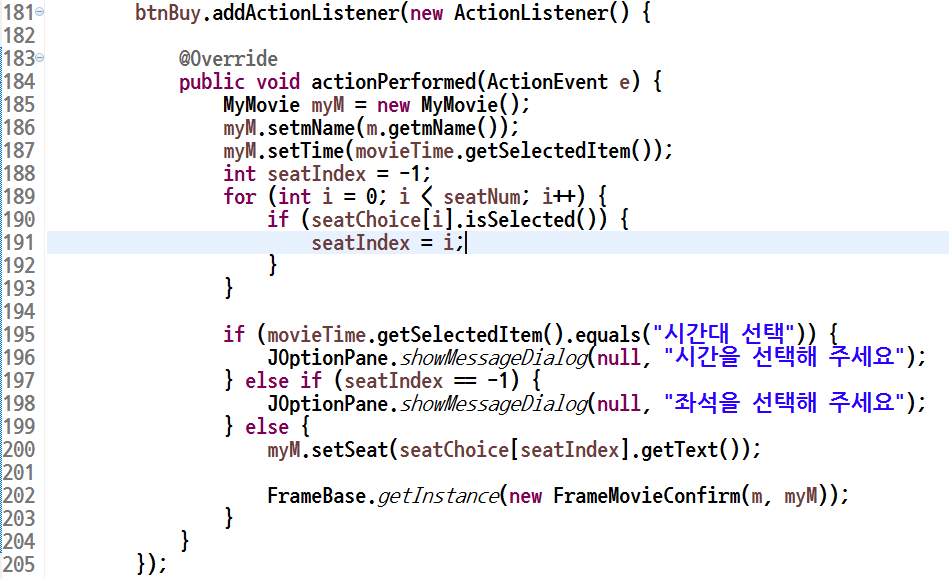 181 btnBuy.addActionListener(new ActionListener() {
182
183 @Override
184 public void actionPerformed(ActionEvent e) {
185 MyMovie myM = new MyMovie();
186 myM.setmName(m.getmName());
187 myM.setTime(movieTime.getSelectedItem());
188 int seatIndex = -1;
189 for (int i = 0; i < seatNum; i++) {
190 if (seatChoice[i].isSelected()) {
191 seatIndex = i;
192 }
193 }
194
195 if (movieTime.getSelectedItem().equals("시간대 선택")) {
196 JOptionPane.showMessageDialog(null, "시간을 선택해 주세요");
197 } else if (seatIndex == -1) {
198 JOptionPane.showMessageDialog(null, "좌석을 선택해 주세요");
199 } else {
200 myM.setSeat(seatChoice[seatIndex].getText());
201
202 FrameBase.getInstance(new FrameMovieConfirm(m, myM));
203 }
204 }
205 });